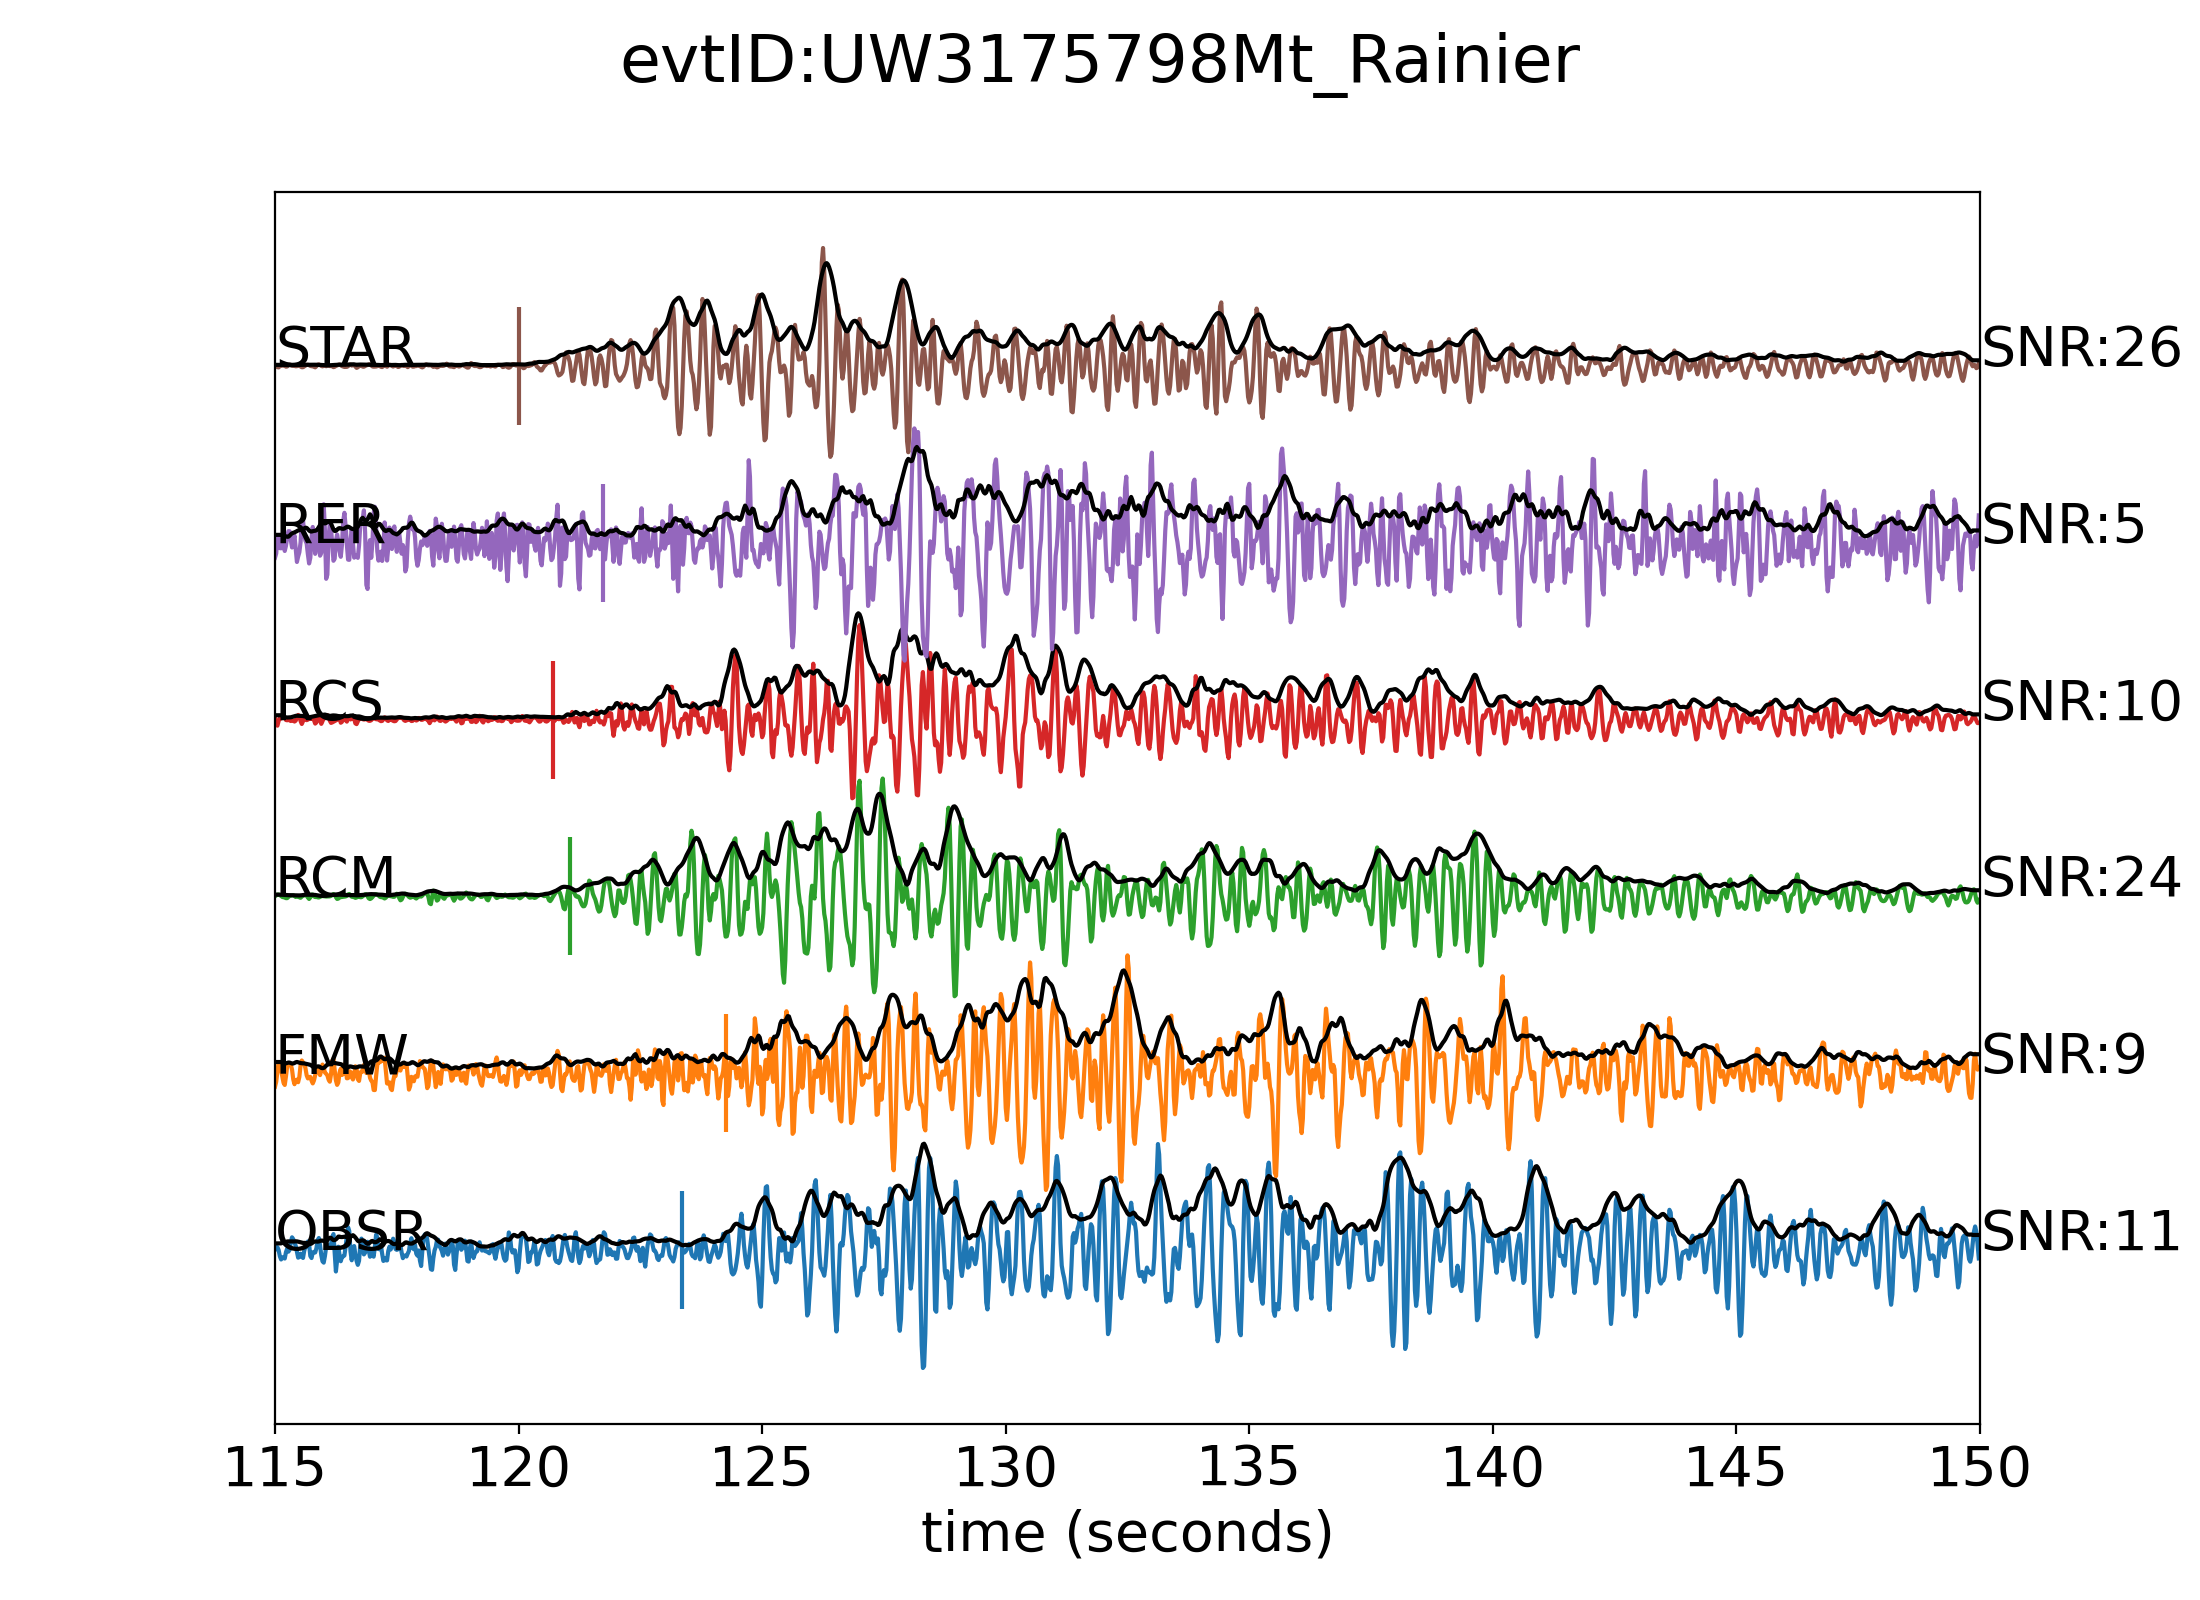 evtID:UW3175798Mt_Rainier
STAR SNR:26
RER SNR:5
RCS SNR:10
RCM SNR:24
FMW SNR:9
OBSR SNR:11
115 120 125 130 135 140 145 150
time (seconds)